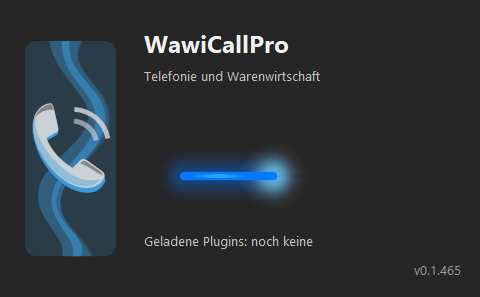 WawiCallPro
Telefonie und Warenwirtschaft
Geladene Plugins: noch keine
v0.1.465